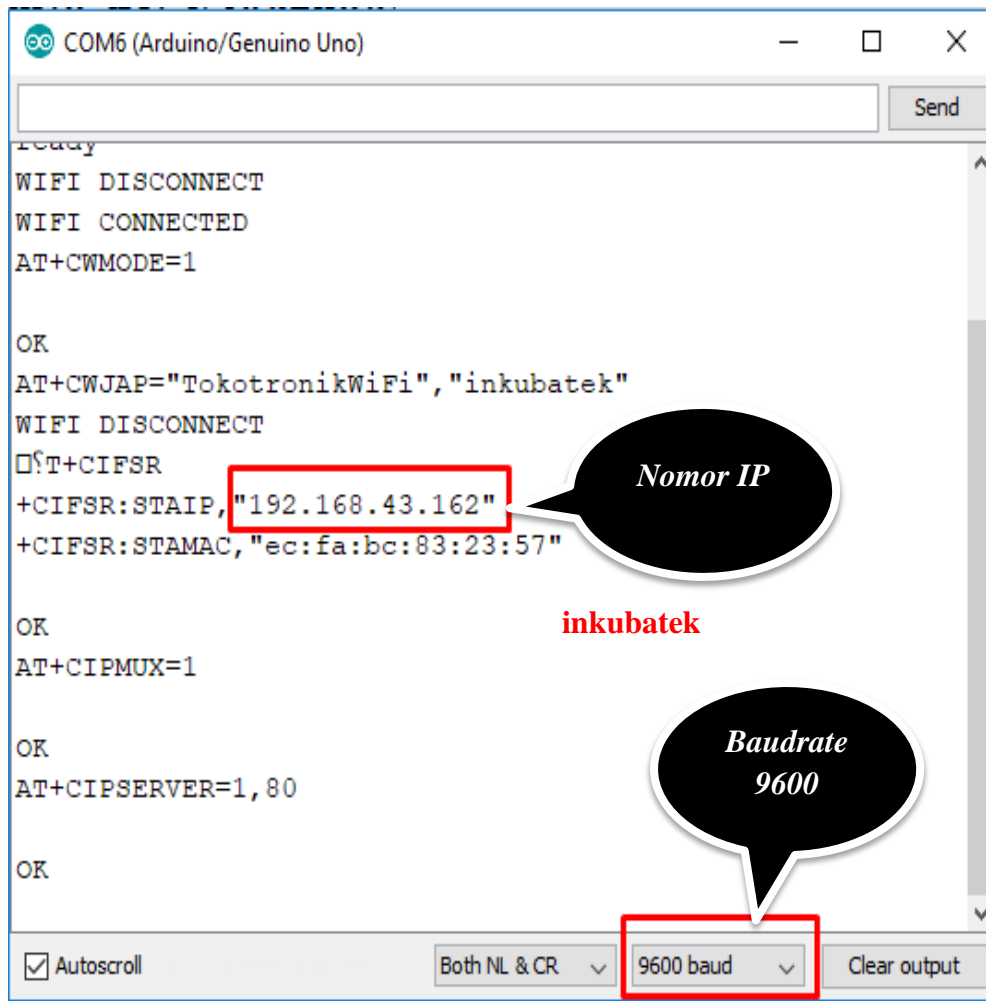 COM6 (Arduino/Genuino Uno)
Send
ready
WIFI DISCONNECT
WIFI CONNECTED
AT+CWMODE=1
OK
AT+CWJAP="TokotronikWiFi","inkubatek"
WIFI DISCONNECT
□⸮T+CIFSR
+CIFSR:STAIP,"192.168.43.162"
+CIFSR:STAMAC,"ec:fa:bc:83:23:57"
Nomor IP
inkubatek
OK
AT+CIPMUX=1
OK
AT+CIPSERVER=1,80
OK
Baudrate
9600
Autoscroll
Both NL & CR
9600 baud
Clear output